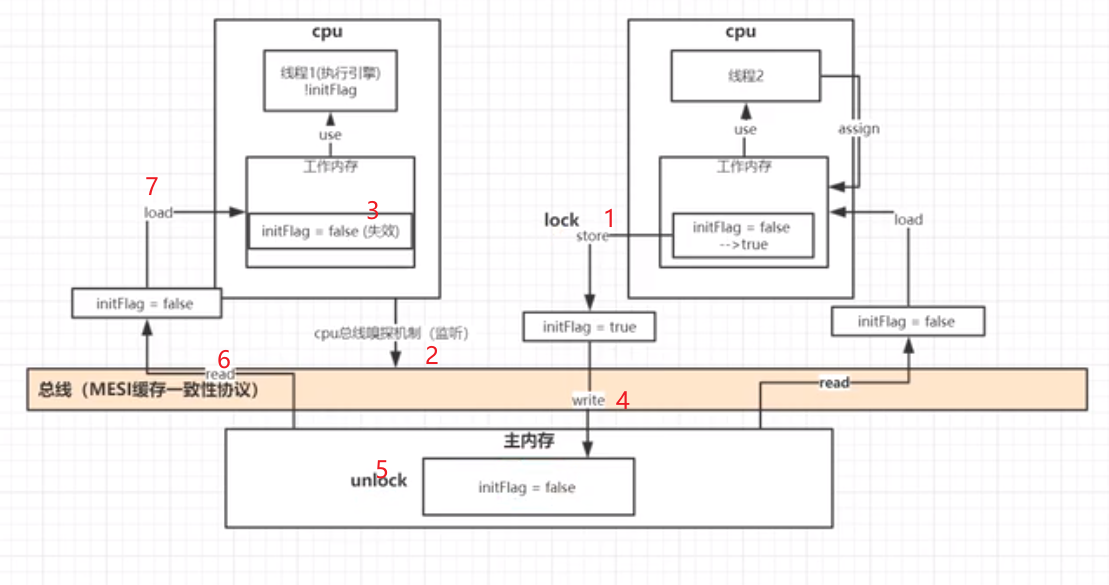 cpu
线程1(执行引擎)
!initFlag
use
工作内存
3
initFlag = false (失效)
7
load
initFlag = false
cpu总线嗅探机制（监听）
2
6
read
总线（MESI缓存一致性协议）
cpu
线程2
use
assign
工作内存
lock
1
store
initFlag = false
-->true
load
initFlag = true
initFlag = false
write
4
read
主内存
5
unlock
initFlag = false